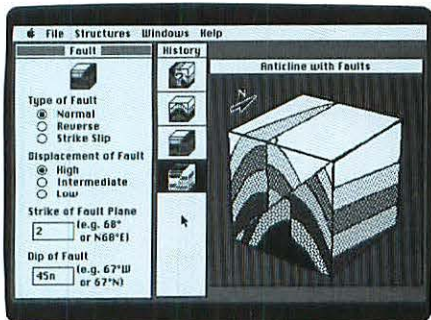 File Structures Windows Help
Fault
Type of Fault
Normal
Reverse
Strike Slip
Displacement of Fault
High
Intermediate
Low
Strike of Fault Plane
2 (e.g. 68°
or N68°E)
Dip of Fault
45n (e.g. 67°W
or 67°N)
History
Anticline with Faults
N